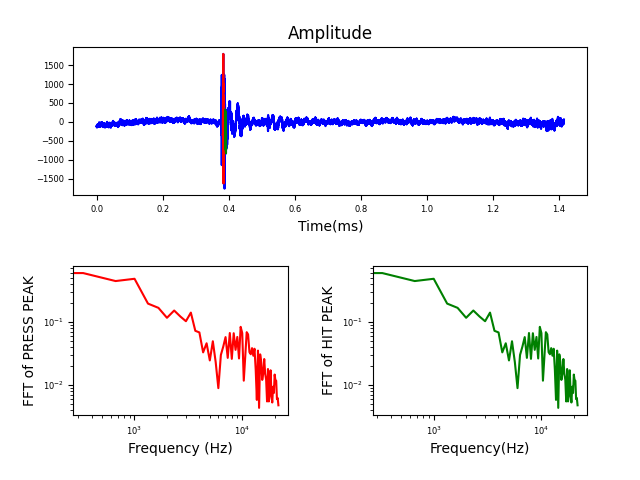 Amplitude
1500
1000
500
0
−500
−1000
−1500
0.0 0.2 0.4 0.6 0.8 1.0 1.2 1.4
Time(ms)
FFT of PRESS PEAK
10⁻¹
10⁻²
10³ 10⁴
Frequency (Hz)
FFT of HIT PEAK
10⁻¹
10⁻²
10³ 10⁴
Frequency(Hz)